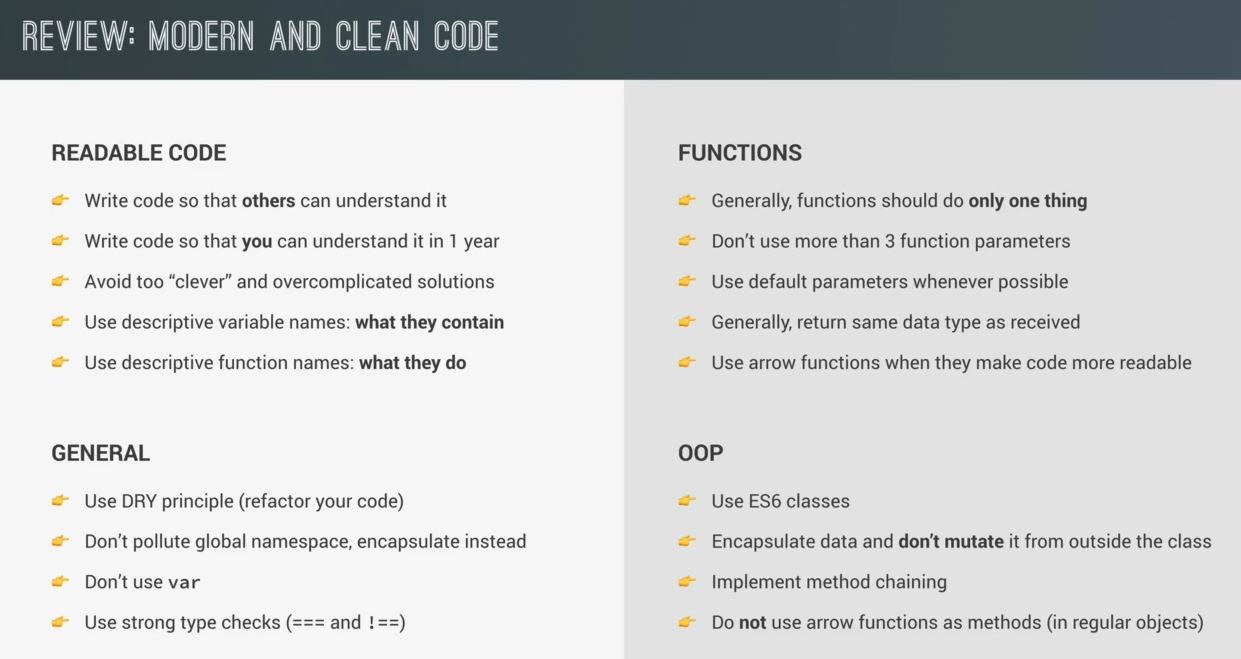 REVIEW: MODERN AND CLEAN CODE
READABLE CODE
👉 Write code so that others can understand it
👉 Write code so that you can understand it in 1 year
👉 Avoid too “clever” and overcomplicated solutions
👉 Use descriptive variable names: what they contain
👉 Use descriptive function names: what they do
GENERAL
👉 Use DRY principle (refactor your code)
👉 Don’t pollute global namespace, encapsulate instead
👉 Don’t use var
👉 Use strong type checks (=== and !==)
FUNCTIONS
👉 Generally, functions should do only one thing
👉 Don’t use more than 3 function parameters
👉 Use default parameters whenever possible
👉 Generally, return same data type as received
👉 Use arrow functions when they make code more readable
OOP
👉 Use ES6 classes
👉 Encapsulate data and don’t mutate it from outside the class
👉 Implement method chaining
👉 Do not use arrow functions as methods (in regular objects)